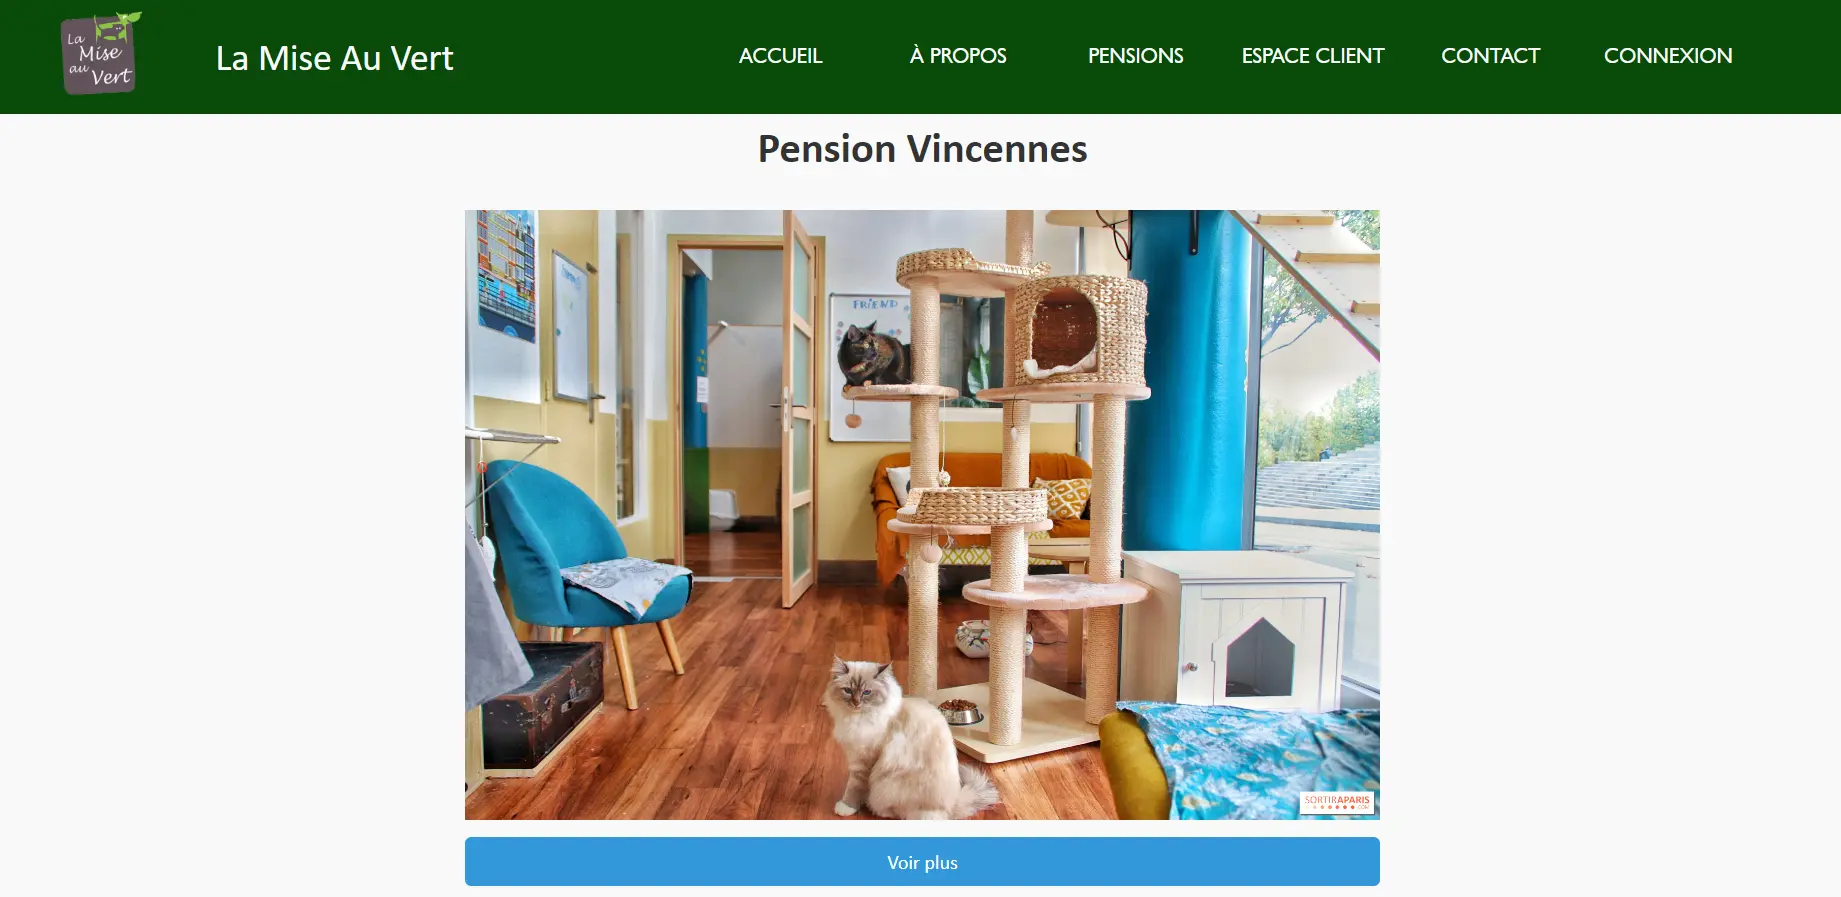 La
Mise
au Vert
La Mise Au Vert
ACCUEIL
À PROPOS
PENSIONS
ESPACE CLIENT
CONTACT
CONNEXION
Pension Vincennes
FRIEND
SORTIRAPARIS
.COM
Voir plus